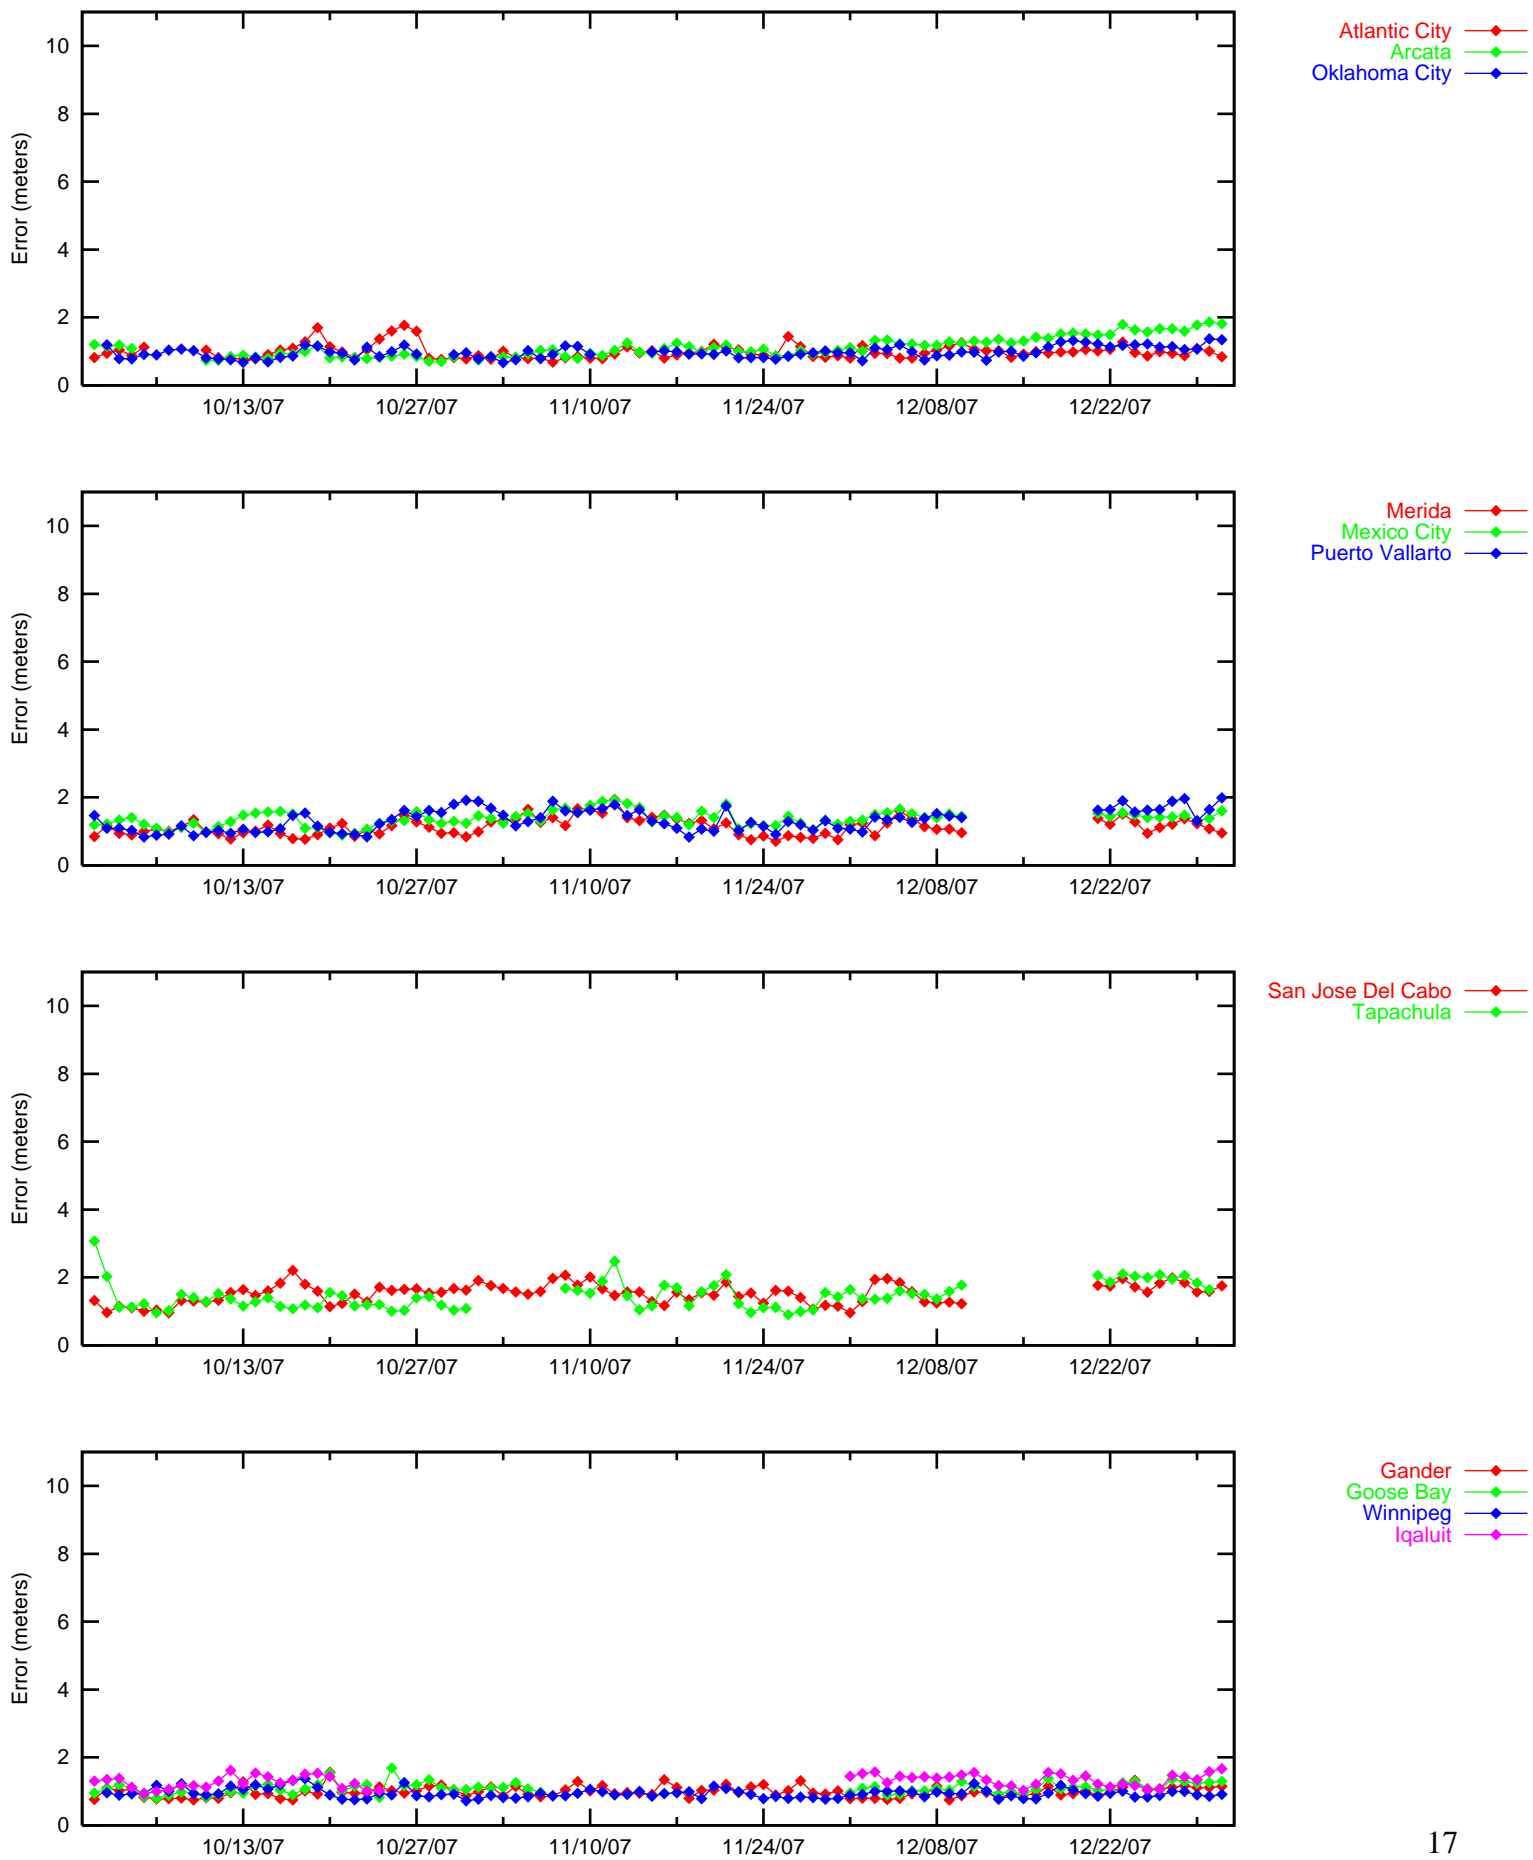 Error (meters)
10
8
6
4
2
0
10/13/07 10/27/07 11/10/07 11/24/07 12/08/07 12/22/07
Atlantic City
Arcata
Oklahoma City
Error (meters)
10
8
6
4
2
0
10/13/07 10/27/07 11/10/07 11/24/07 12/08/07 12/22/07
Merida
Mexico City
Puerto Vallarto
Error (meters)
10
8
6
4
2
0
10/13/07 10/27/07 11/10/07 11/24/07 12/08/07 12/22/07
San Jose Del Cabo
Tapachula
Error (meters)
10
8
6
4
2
0
10/13/07 10/27/07 11/10/07 11/24/07 12/08/07 12/22/07
Gander
Goose Bay
Winnipeg
Iqaluit
17